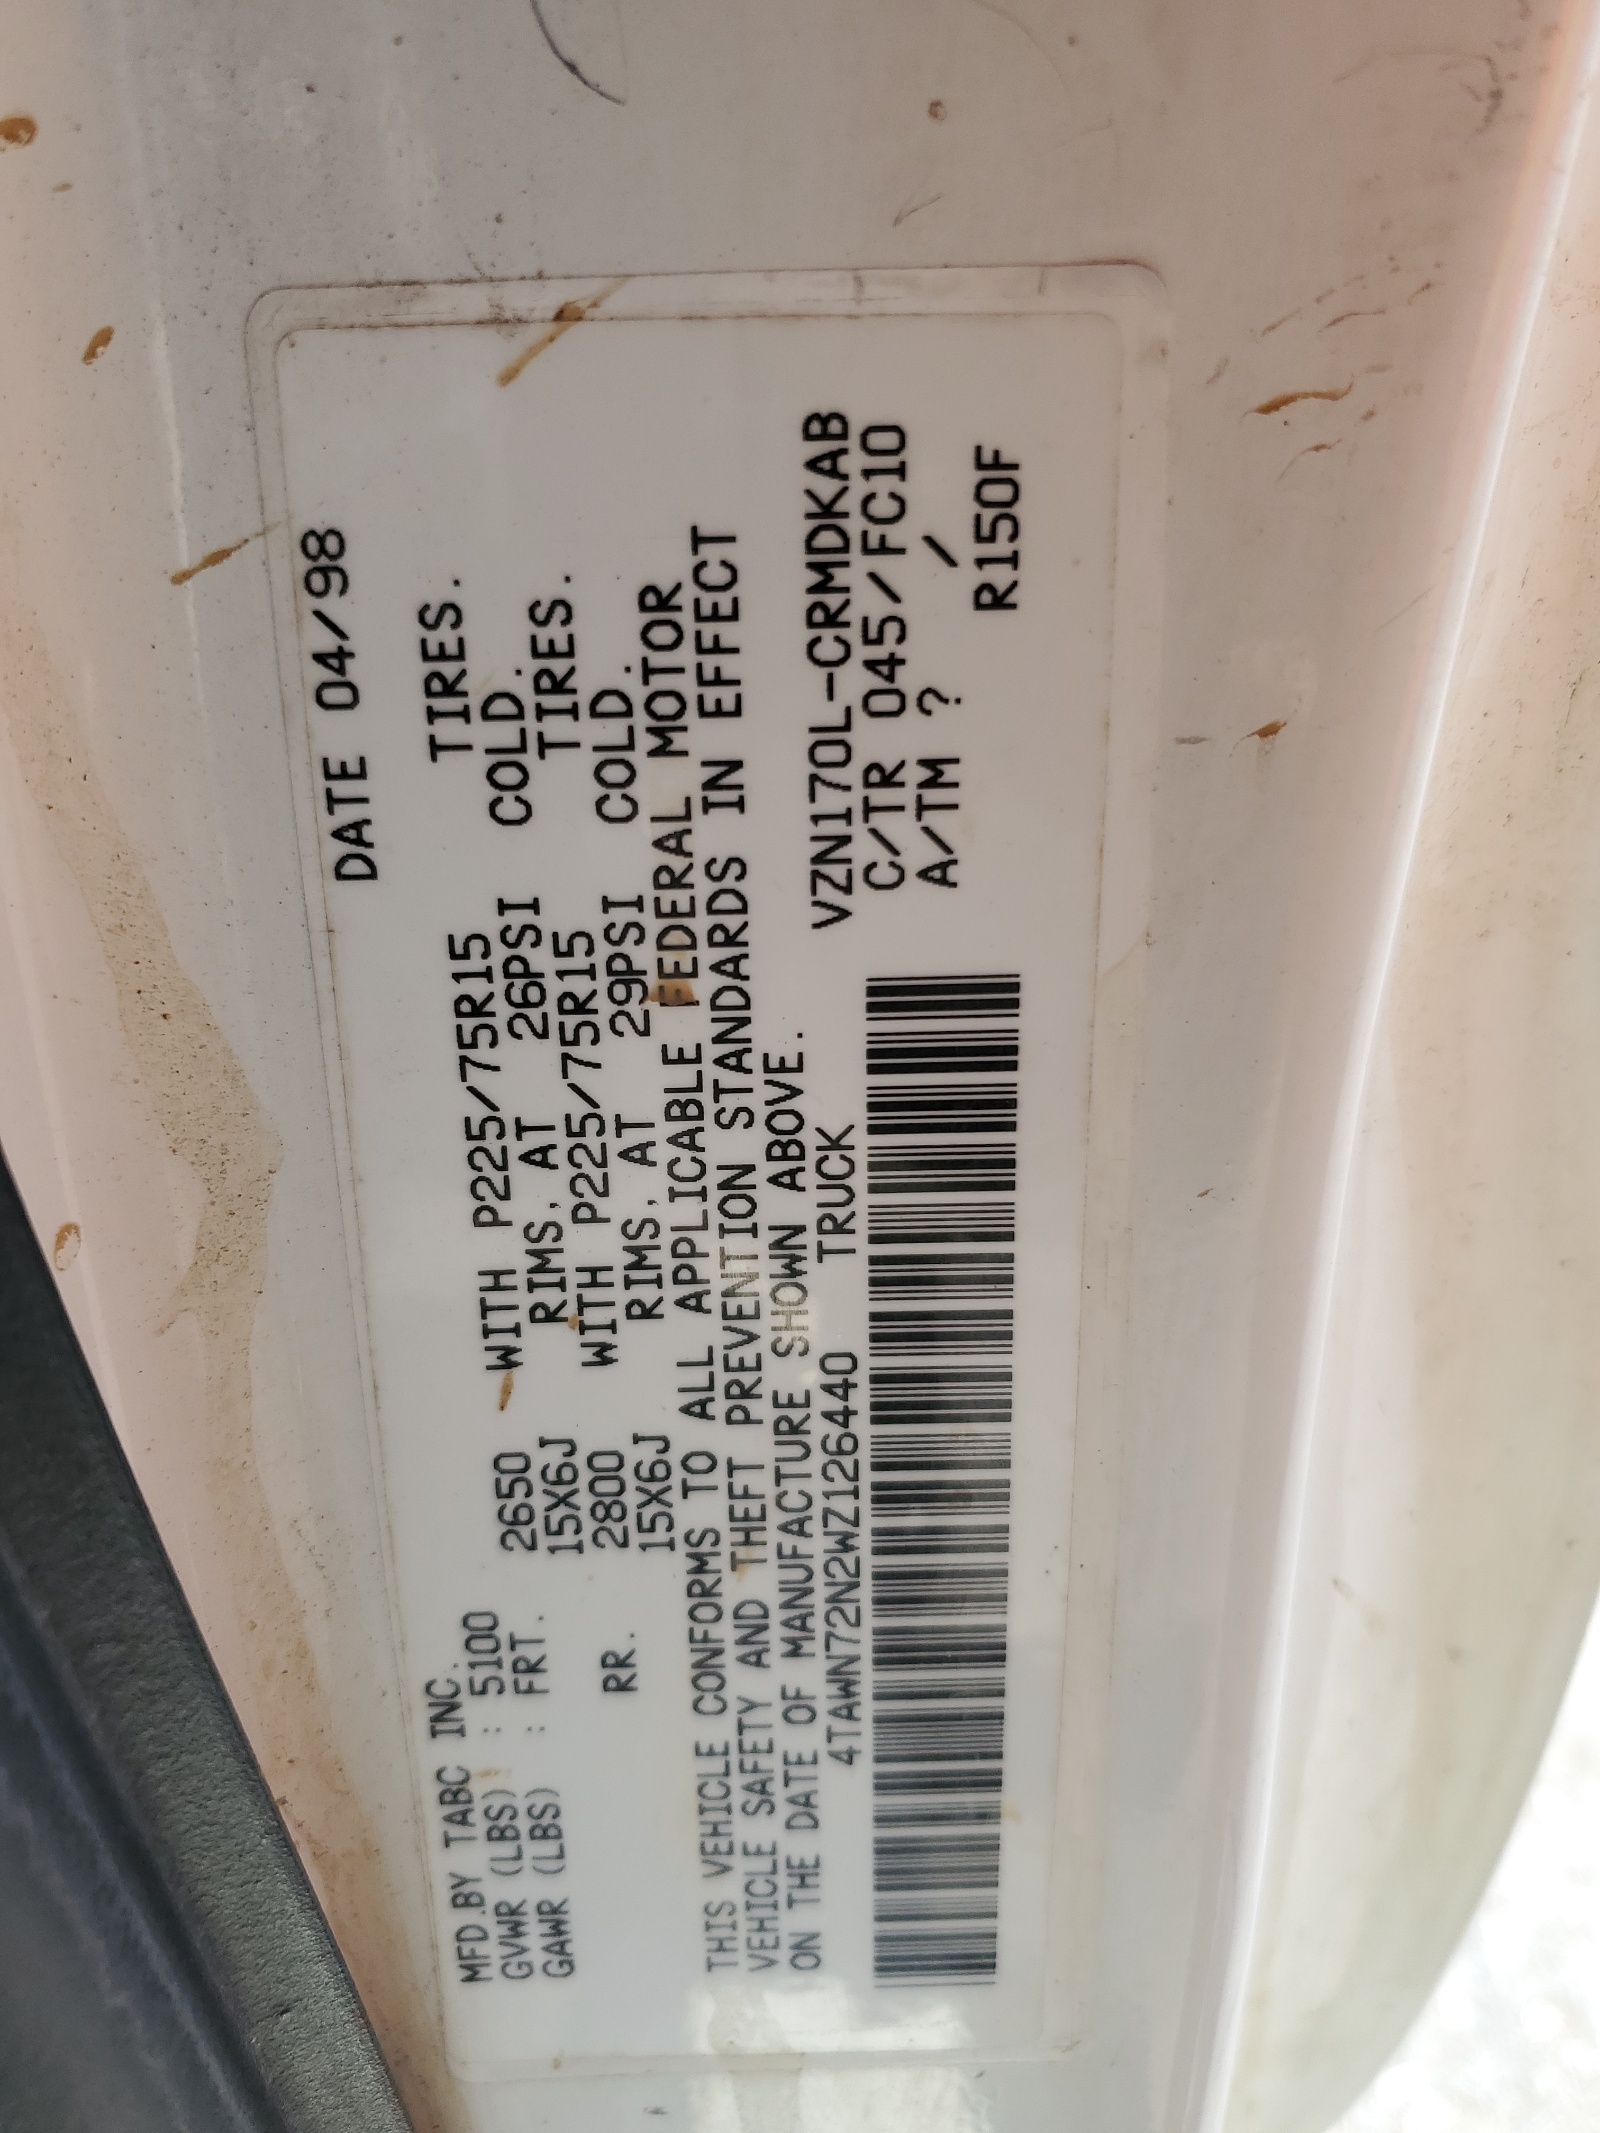 DATE 04/98
MFD.BY TABC INC.
GVWR (LBS) : 5100
GAWR (LBS) : FRT. 2650 WITH P225/75R15 TIRES.
15X6J RIMS, AT 26PSI COLD.
RR. 2800 WITH P225/75R15 TIRES.
15X6J RIMS, AT 29PSI COLD.
THIS VEHICLE CONFORMS TO ALL APPLICABLE FEDERAL MOTOR
VEHICLE SAFETY AND THEFT PREVENTION STANDARDS IN EFFECT
ON THE DATE OF MANUFACTURE SHOWN ABOVE.
4TAWN72N2WZ126440 TRUCK
VZN170L-CRMDKAB
C/TR 045/FC10
A/TM ? /
R150F